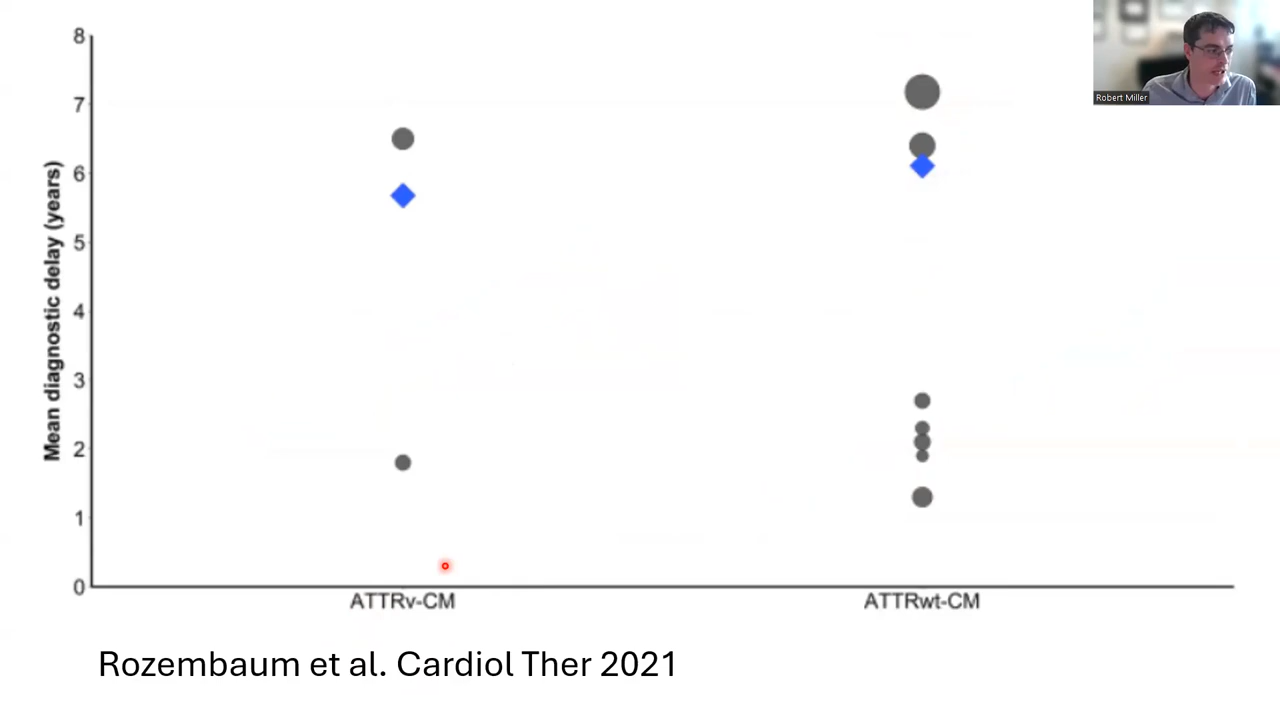 Robert Miller
Mean diagnostic delay (years)
8
7
6
5
4
3
2
1
0
ATTRv-CM
ATTRwt-CM
Rozembaum et al. Cardiol Ther 2021